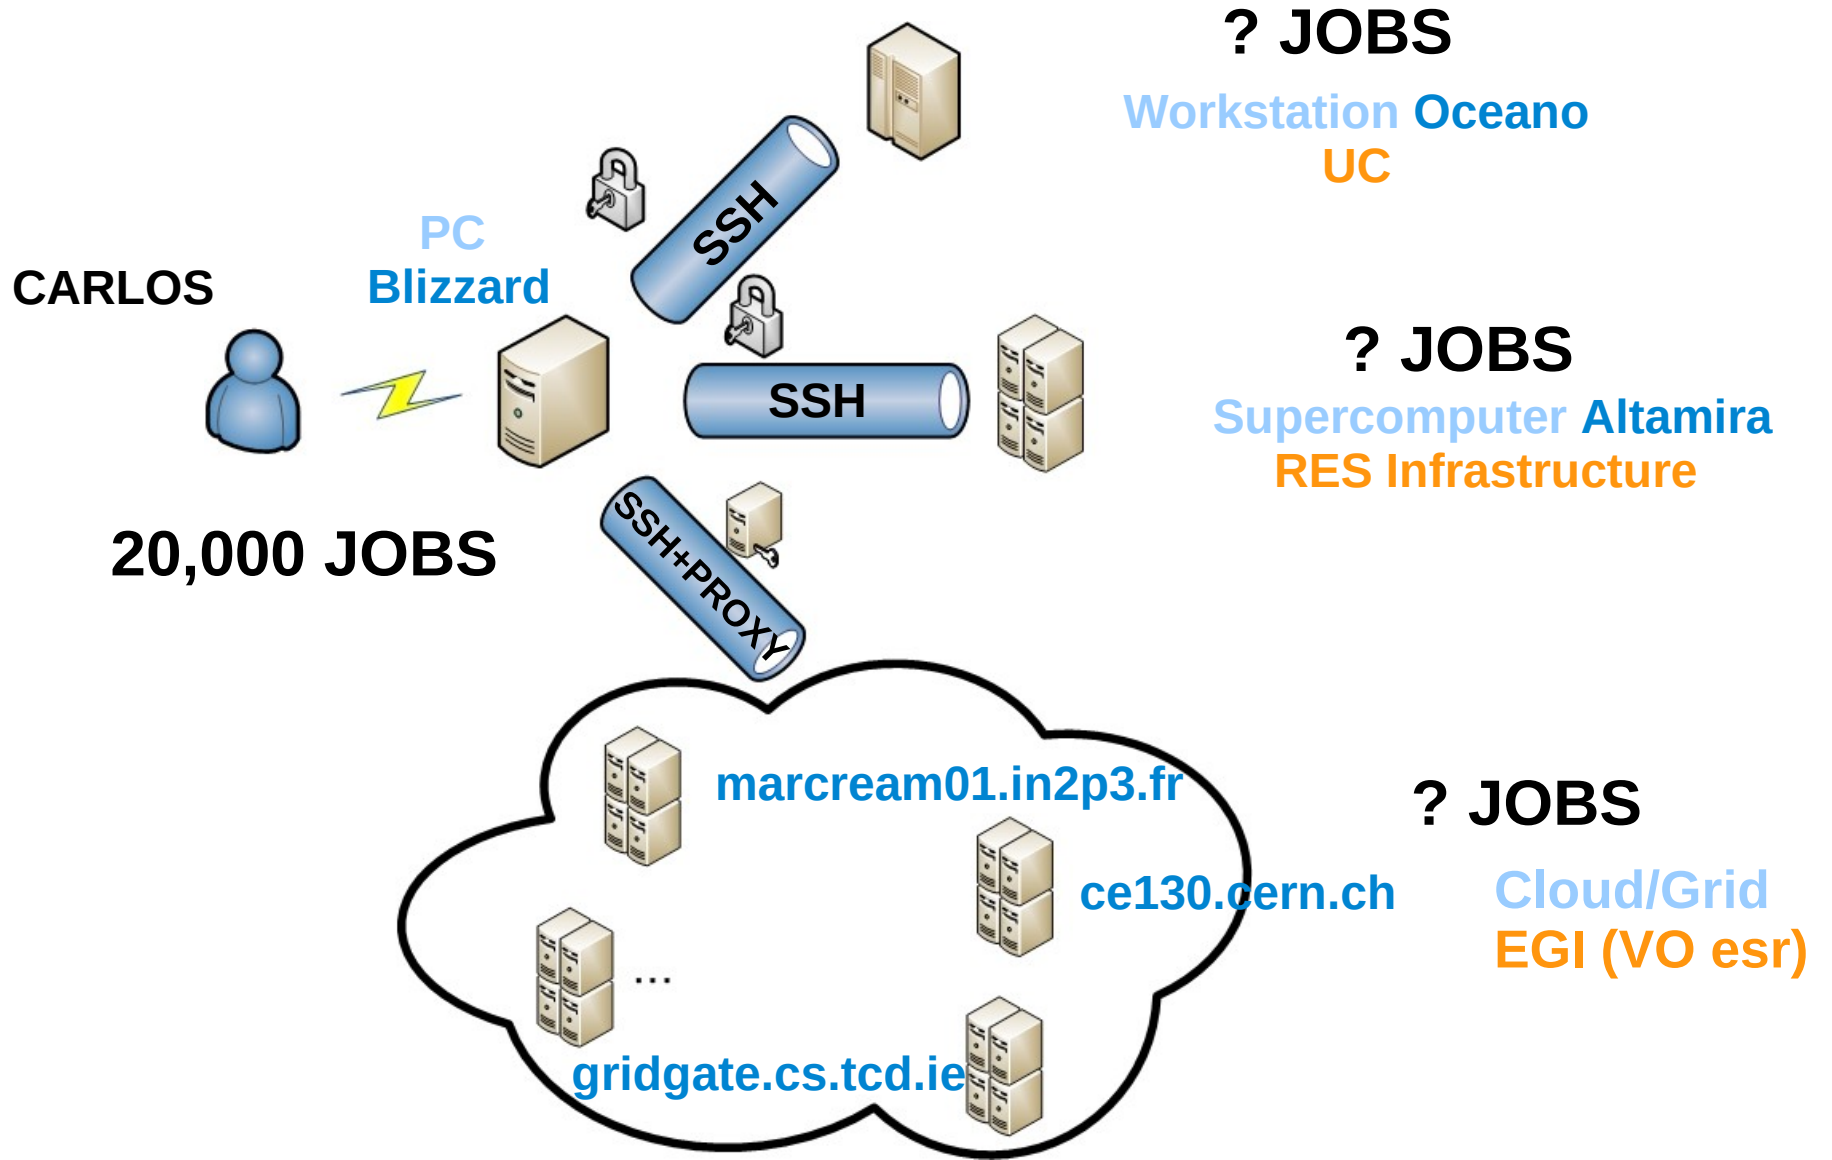 ? JOBS
Workstation Oceano
UC
SSH
PC
Blizzard
CARLOS
? JOBS
SSH
Supercomputer Altamira
RES Infrastructure
SSH+PROXY
20,000 JOBS
marcream01.in2p3.fr
? JOBS
ce130.cern.ch
Cloud/Grid
EGI (VO esr)
...
gridgate.cs.tcd.ie